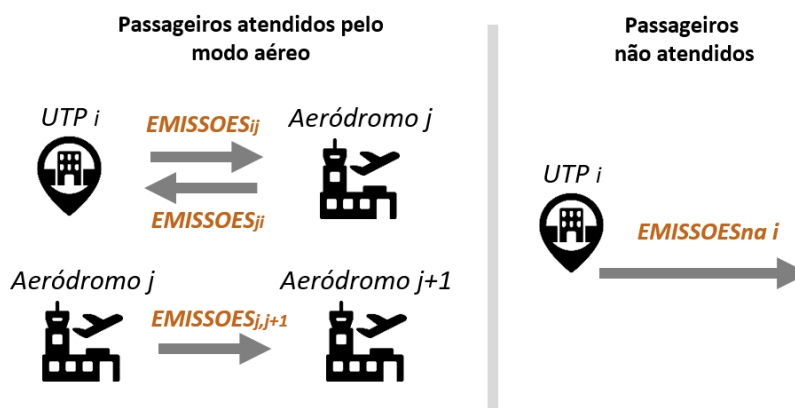 Passageiros atendidos pelo
modo aéreo
UTP i
EMISSOESij
Aeródromo j
EMISSOESji
Aeródromo j
EMISSOESj,j+1
Aeródromo j+1
Passageiros
não atendidos
UTP i
EMISSOESna i